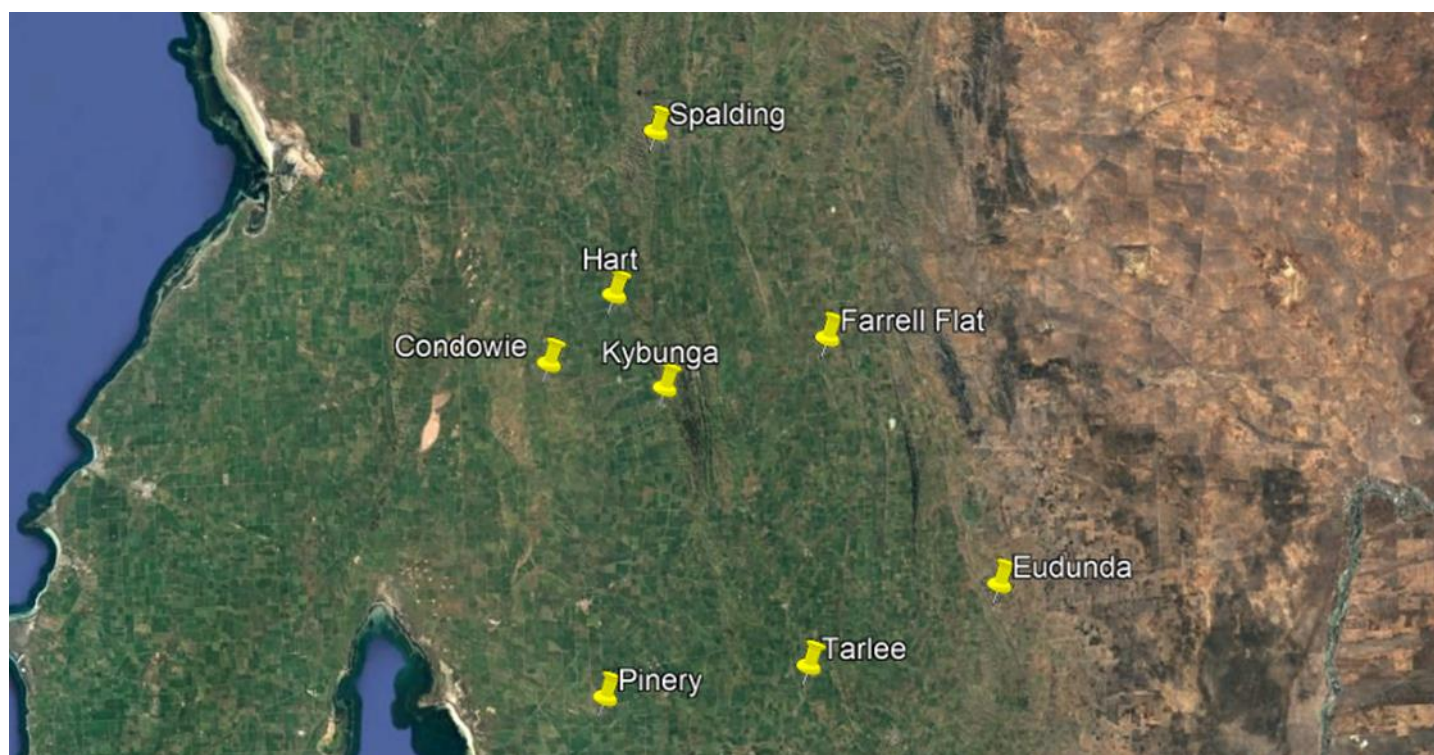 Spalding
Hart
Farrell Flat
Condowie
Kybunga
Eudunda
Tarlee
Pinery